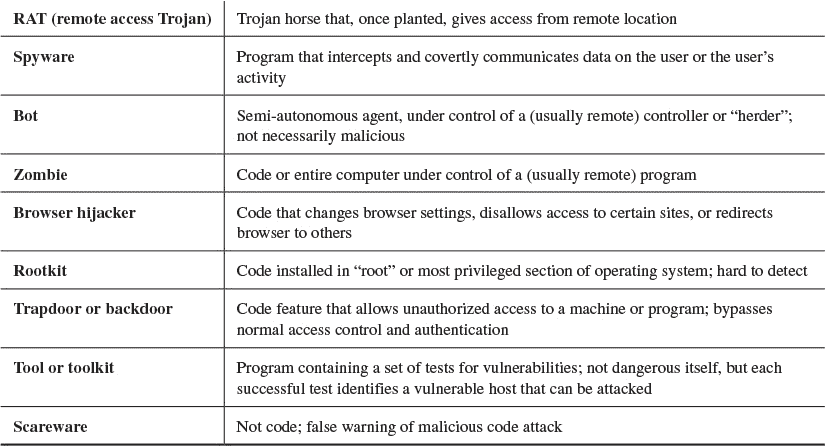 RAT (remote access Trojan) Trojan horse that, once planted, gives access from remote location
Spyware Program that intercepts and covertly communicates data on the user or the user’s
activity
Bot Semi-autonomous agent, under control of a (usually remote) controller or “herder”;
not necessarily malicious
Zombie Code or entire computer under control of a (usually remote) program
Browser hijacker Code that changes browser settings, disallows access to certain sites, or redirects
browser to others
Rootkit Code installed in “root” or most privileged section of operating system; hard to detect
Trapdoor or backdoor Code feature that allows unauthorized access to a machine or program; bypasses
normal access control and authentication
Tool or toolkit Program containing a set of tests for vulnerabilities; not dangerous itself, but each
successful test identifies a vulnerable host that can be attacked
Scareware Not code; false warning of malicious code attack